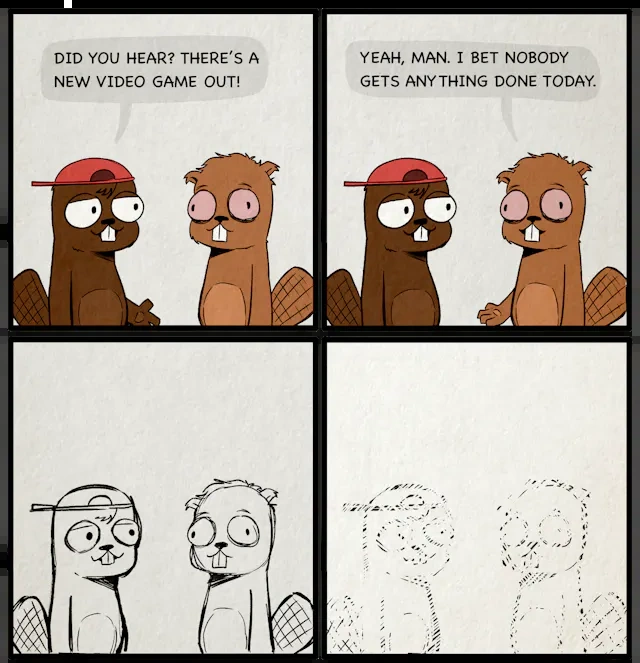 DID YOU HEAR? THERE'S A
NEW VIDEO GAME OUT!
YEAH, MAN. I BET NOBODY
GETS ANYTHING DONE TODAY.